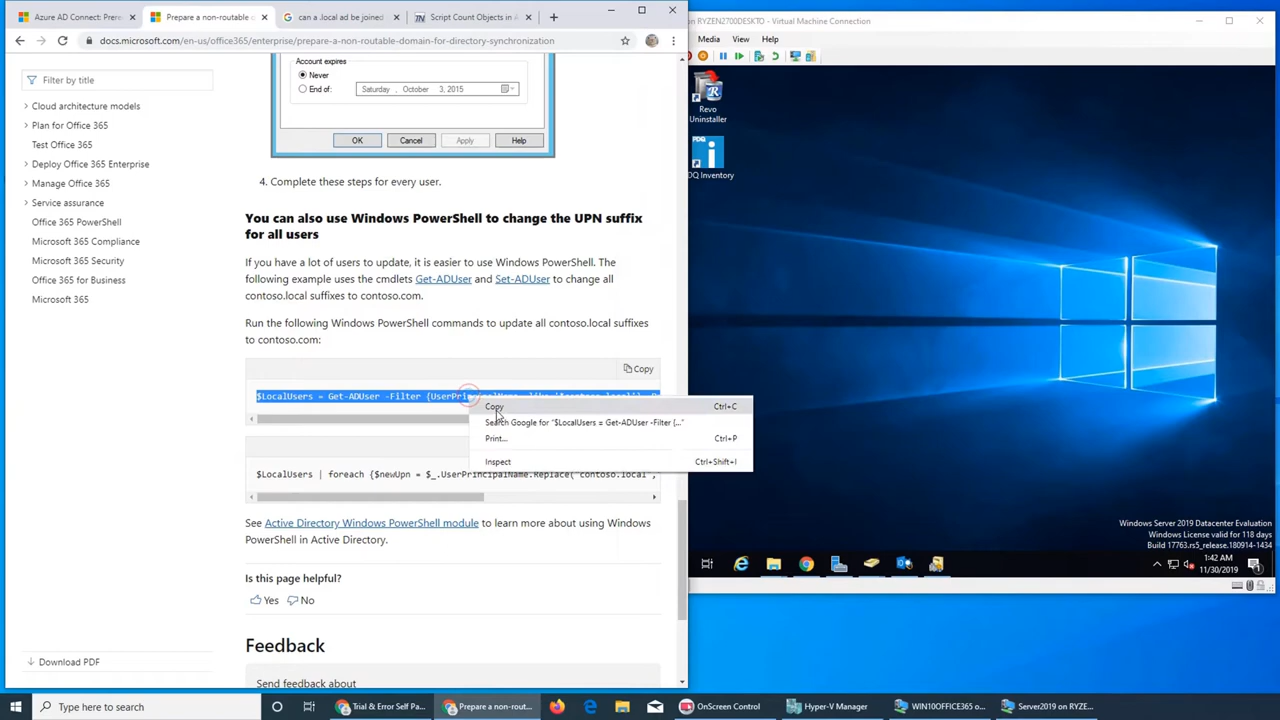 Azure AD Connect: Prere
Prepare a non-routable d
can a .local ad be joined
Script Count Objects in A
docs.microsoft.com/en-us/office365/enterprise/prepare-a-non-routable-domain-for-directory-synchronization
on RYZEN2700DESKTO - Virtual Machine Connection
Media View Help
Filter by title
Cloud architecture models
Plan for Office 365
Test Office 365
Deploy Office 365 Enterprise
Manage Office 365
Service assurance
Office 365 PowerShell
Microsoft 365 Compliance
Microsoft 365 Security
Office 365 for Business
Microsoft 365
Account expires
Never
End of: Saturday , October 3, 2015
OK Cancel Apply Help
4. Complete these steps for every user.
You can also use Windows PowerShell to change the UPN suffix
for all users
If you have a lot of users to update, it is easier to use Windows PowerShell. The
following example uses the cmdlets Get-ADUser and Set-ADUser to change all
contoso.local suffixes to contoso.com.
Run the following Windows PowerShell commands to update all contoso.local suffixes
to contoso.com:
Copy
$LocalUsers = Get-ADUser -Filter {UserPrincipalName
Copy Ctrl+C
Search Google for "$LocalUsers = Get-ADUser -Filter {..."
Print... Ctrl+P
Inspect Ctrl+Shift+I
$LocalUsers | foreach {$newUpn = $_.UserPrincipalName.Replace("contoso.local",
See Active Directory Windows PowerShell module to learn more about using Windows
PowerShell in Active Directory.
Is this page helpful?
Yes No
Feedback
Send feedback about
Download PDF
Revo
Uninstaller
DQ Inventory
Windows Server 2019 Datacenter Evaluation
Windows License valid for 118 days
Build 17763.rs5_release.180914-1434
1:42 AM
11/30/2019
Type here to search
Trial & Error Self Pa...
Prepare a non-rout...
OnScreen Control
Hyper-V Manager
WIN10OFFICE365 o...
Server2019 on RYZE...